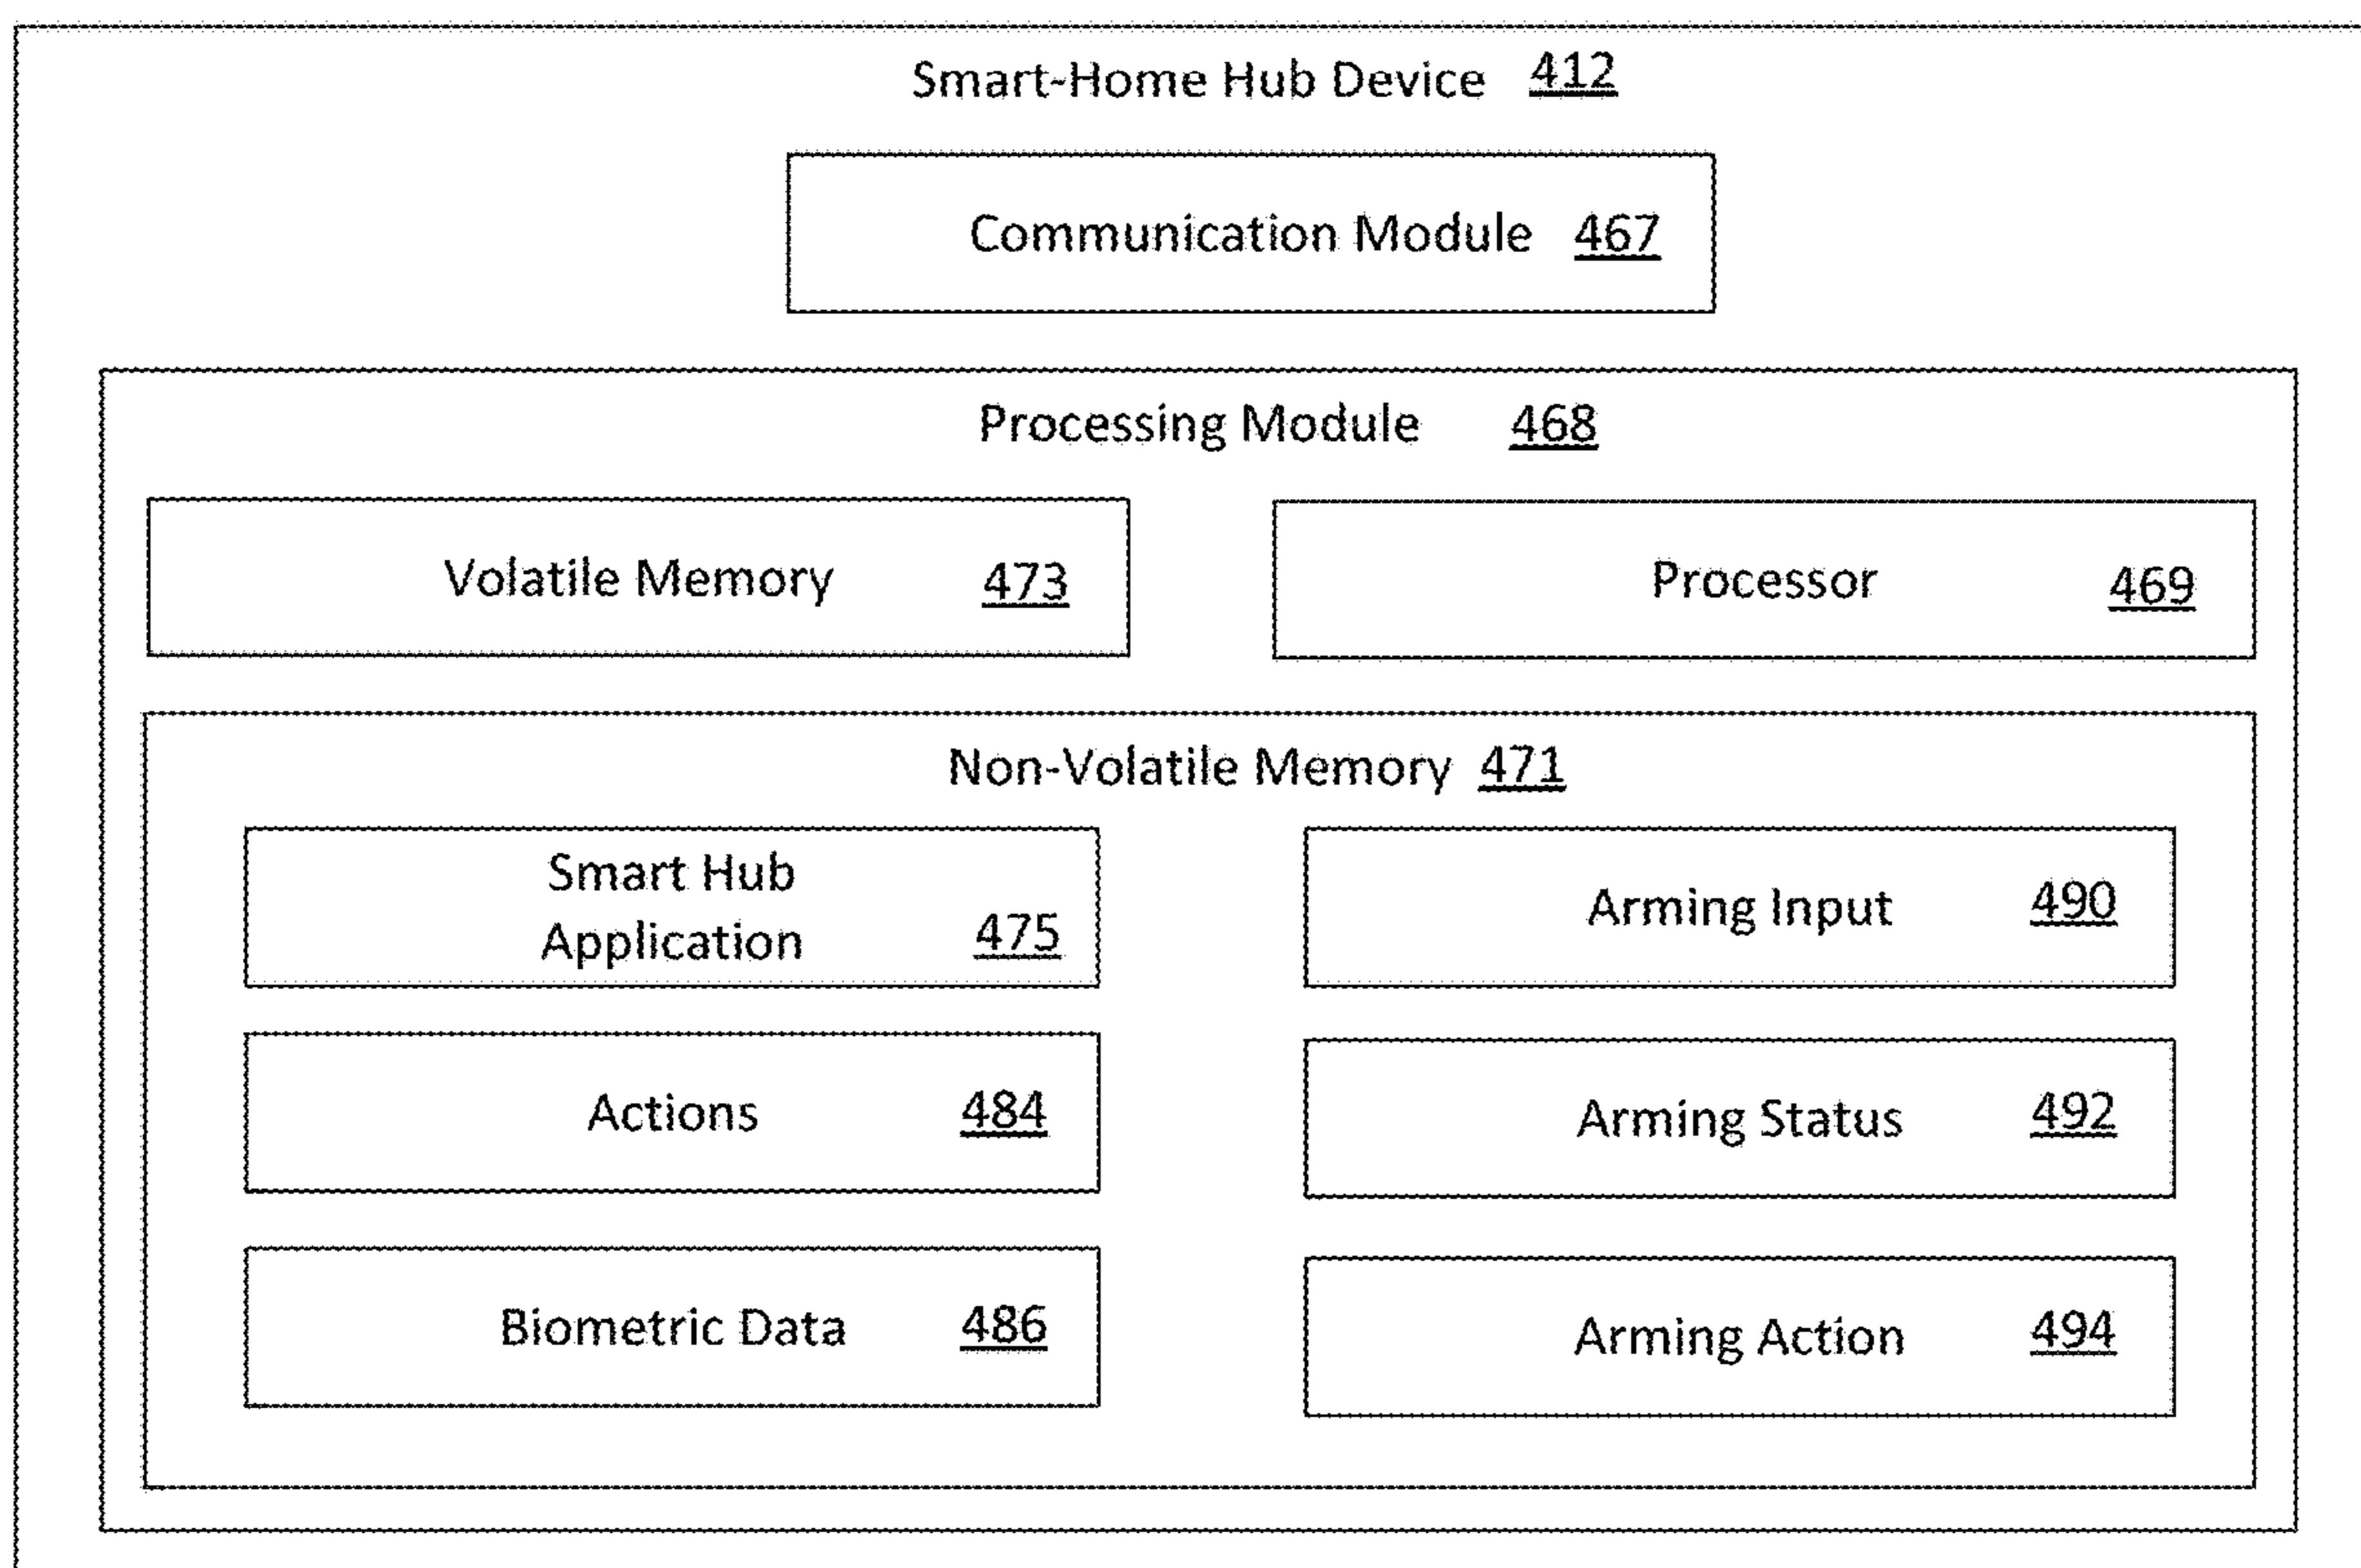 Smart-Home Hub Device 412
Communication Module 467
Processing Module 468
Volatile Memory 473
Processor 469
Non-Volatile Memory 471
Smart Hub
Application 475
Arming Input 490
Actions 484
Arming Status 492
Biometric Data 486
Arming Action 494